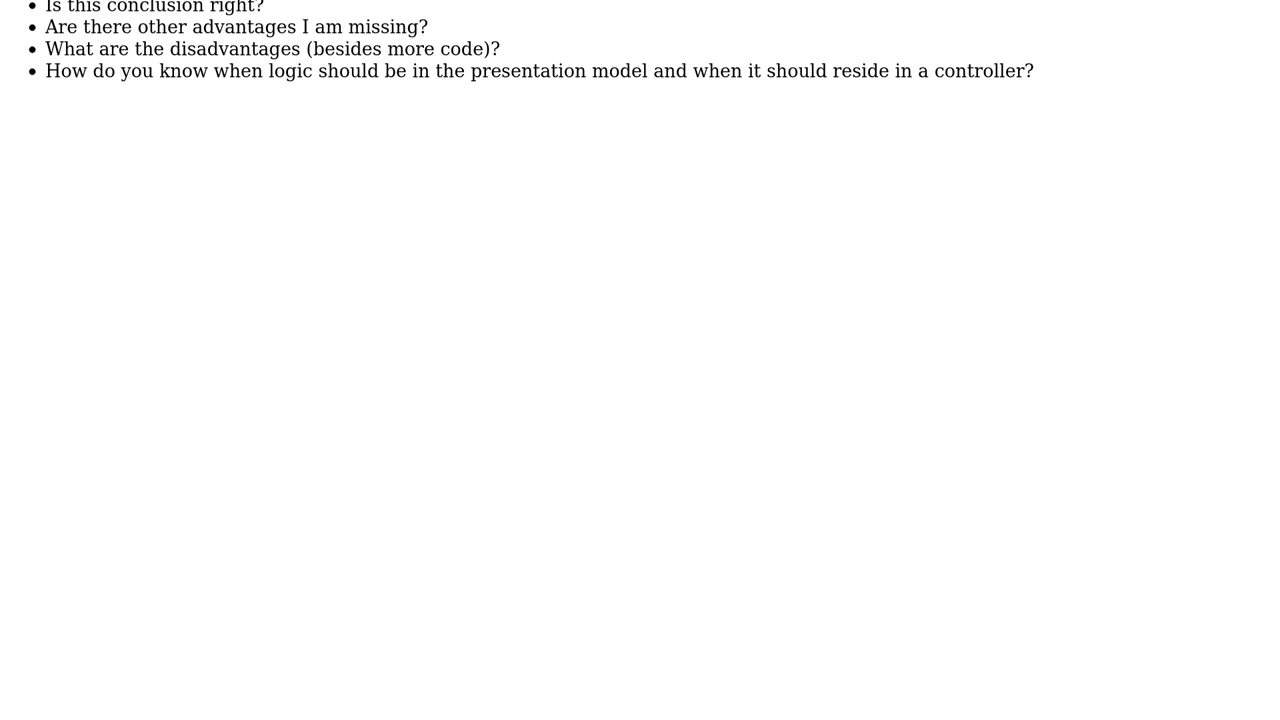 Is this conclusion right?
Are there other advantages I am missing?
What are the disadvantages (besides more code)?
How do you know when logic should be in the presentation model and when it should reside in a controller?